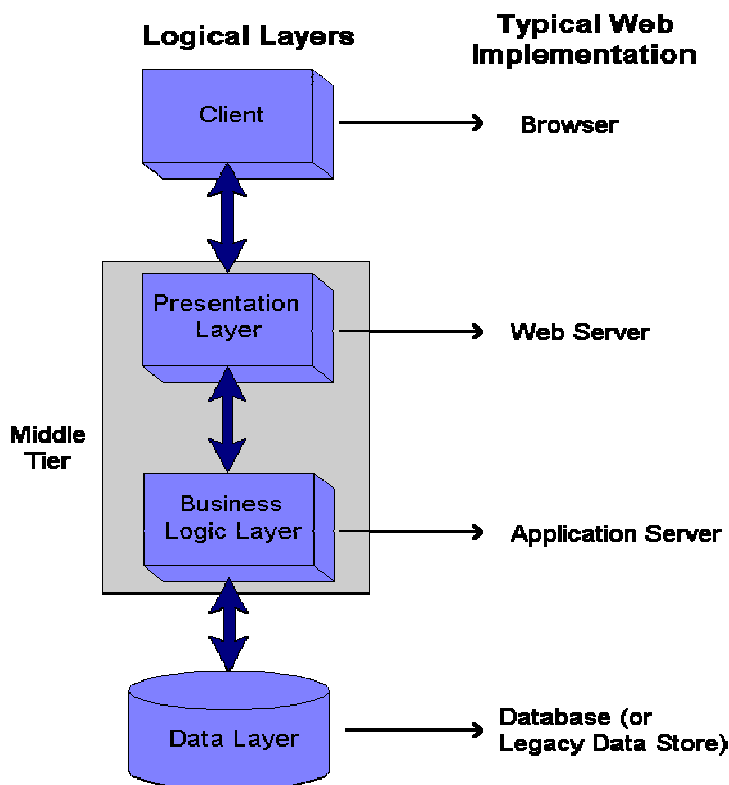 Logical Layers
Typical Web
Implementation
Client
Browser
Presentation
Layer
Web Server
Middle
Tier
Business
Logic Layer
Application Server
Data Layer
Database (or
Legacy Data Store)